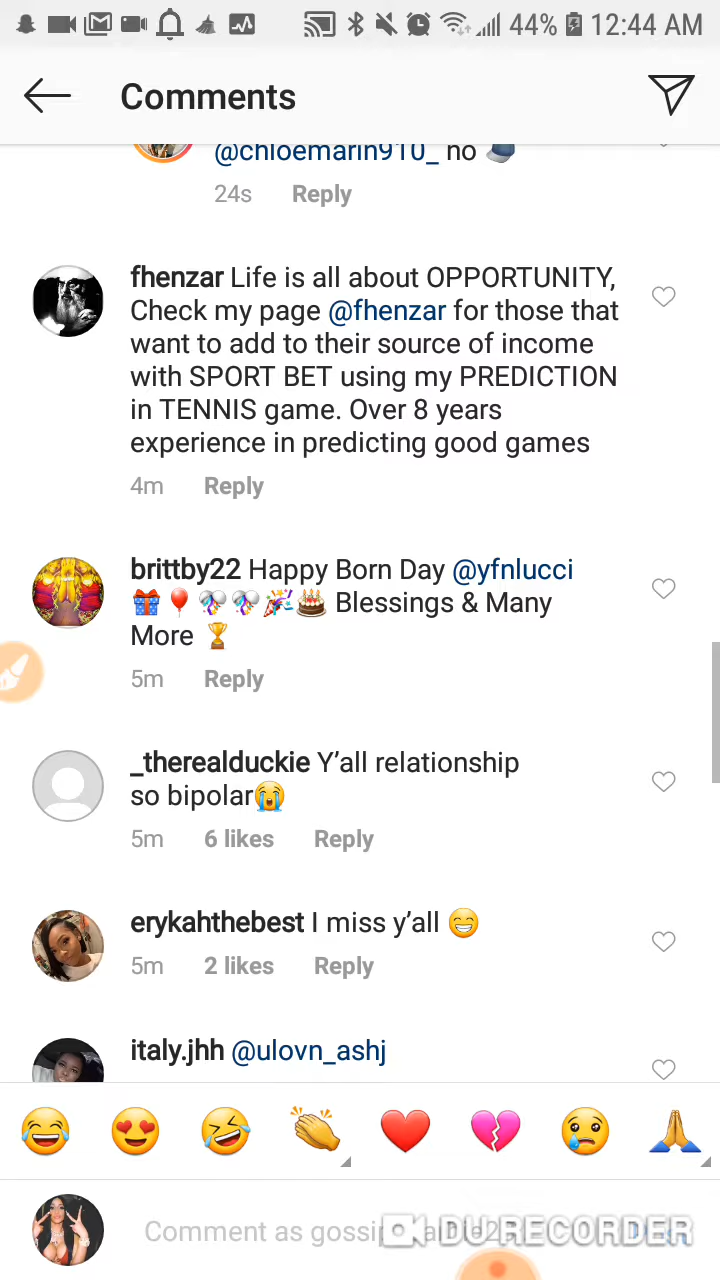 44% 12:44 AM
Comments
@chloemarin910_ no 🧢
24s Reply
fhenzar Life is all about OPPORTUNITY,
Check my page @fhenzar for those that
want to add to their source of income
with SPORT BET using my PREDICTION
in TENNIS game. Over 8 years
experience in predicting good games
4m Reply
brittby22 Happy Born Day @yfnlucci
🎁🎈🎊🎊🎉🎂 Blessings & Many
More 🏆
5m Reply
_therealduckie Y’all relationship
so bipolar😭
5m 6 likes Reply
erykahthebest I miss y’all 😁
5m 2 likes Reply
italy.jhh @ulovn_ashj
😂 😍 🤣 👏 ❤️ 💔 😢 🙏
Comment as
DU RECORDER